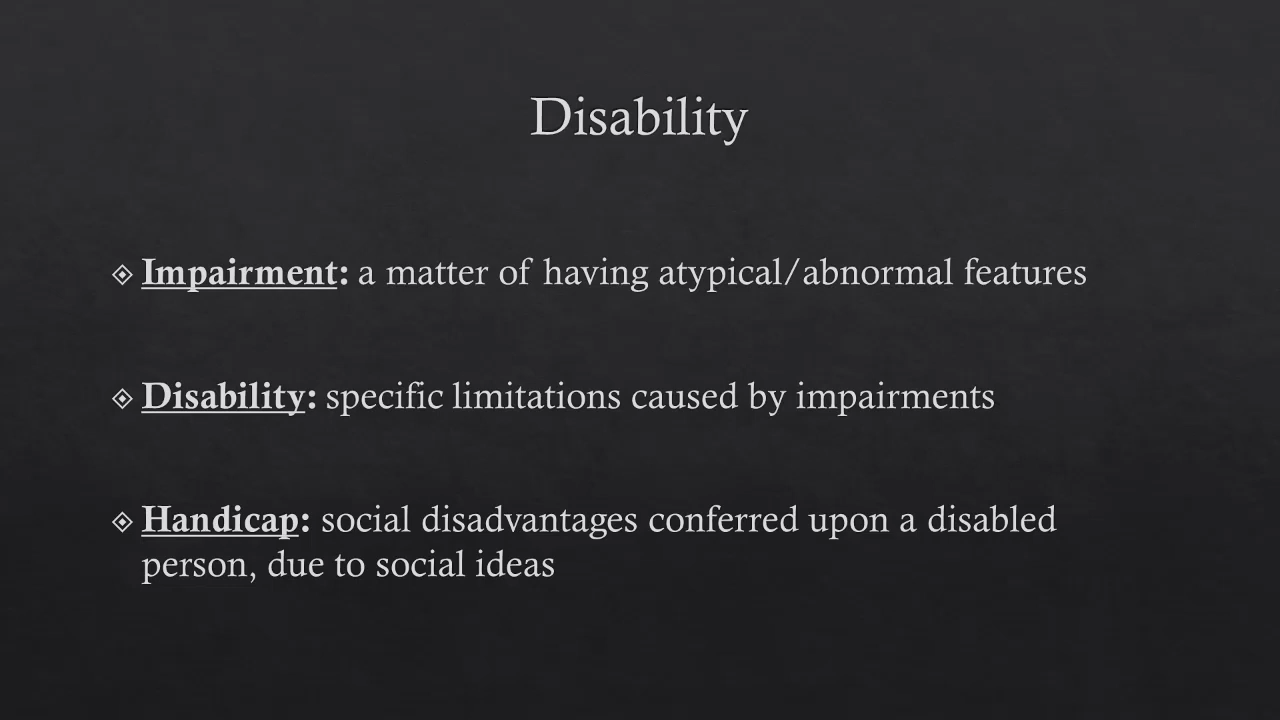 Disability
Impairment: a matter of having atypical/abnormal features
Disability: specific limitations caused by impairments
Handicap: social disadvantages conferred upon a disabled
person, due to social ideas